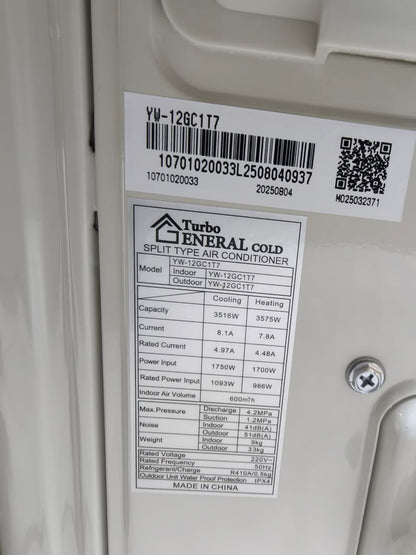 YW-12GC1T7
10701020033L2508040937
10701020033 20250804
MO25032371
Turbo
GENERAL COLD
SPLIT TYPE AIR CONDITIONER
Model YW-12GC1T7
Indoor YW-12GC1T7
Outdoor YW-12GC1T7
Cooling Heating
Capacity 3516W 3575W
Current 8.1A 7.8A
Rated Current 4.97A 4.48A
Power Input 1750W 1700W
Rated Power Input 1093W 986W
Indoor Air Volume 600m³/h
Max.Pressure Discharge 4.2MPa
Suction 1.2MPa
Noise Indoor 41dB(A)
Outdoor 51dB(A)
Weight Indoor 9kg
Outdoor 33kg
Rated Voltage 220V~
Rated Frequency 50Hz
Refrigerant/Charge R410A/0.5kg
Outdoor Unit Water Proof Protection IPX4
MADE IN CHINA